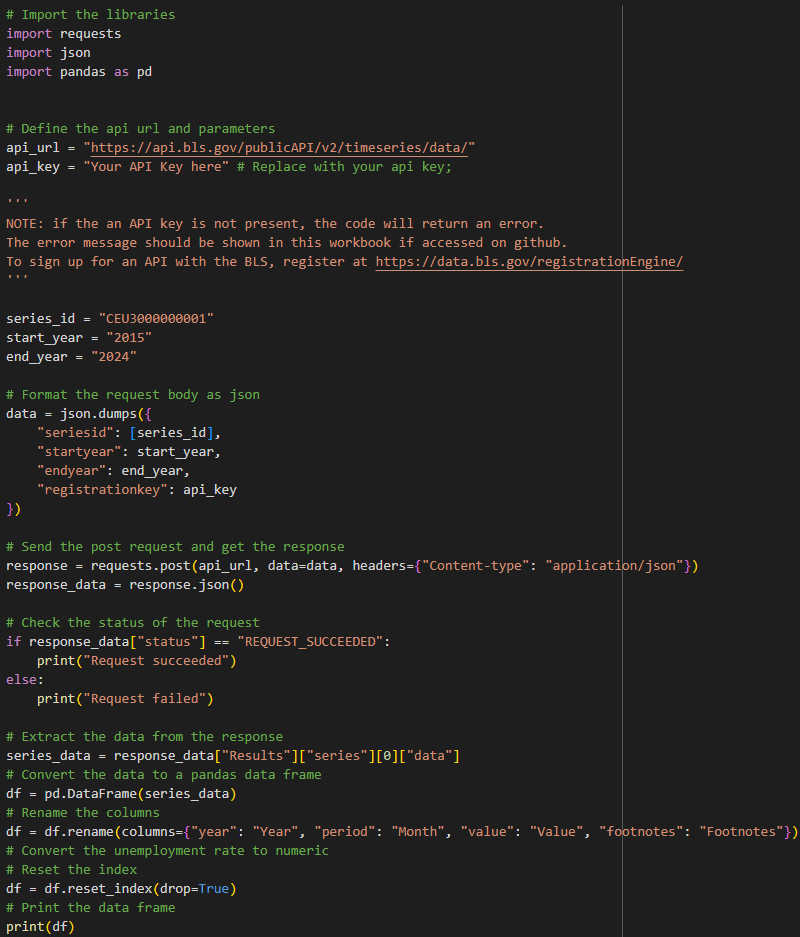 # Import the libraries
import requests
import json
import pandas as pd
# Define the api url and parameters
api_url = "https://api.bls.gov/publicAPI/v2/timeseries/data/"
api_key = "Your API Key here" # Replace with your api key;
'''
NOTE: if the an API key is not present, the code will return an error.
The error message should be shown in this workbook if accessed on github.
To sign up for an API with the BLS, register at https://data.bls.gov/registrationEngine/
'''
series_id = "CEU3000000001"
start_year = "2015"
end_year = "2024"
# Format the request body as json
data = json.dumps({
    "seriesid": [series_id],
    "startyear": start_year,
    "endyear": end_year,
    "registrationkey": api_key
})
# Send the post request and get the response
response = requests.post(api_url, data=data, headers={"Content-type": "application/json"})
response_data = response.json()
# Check the status of the request
if response_data["status"] == "REQUEST_SUCCEEDED":
    print("Request succeeded")
else:
    print("Request failed")
# Extract the data from the response
series_data = response_data["Results"]["series"][0]["data"]
# Convert the data to a pandas data frame
df = pd.DataFrame(series_data)
# Rename the columns
df = df.rename(columns={"year": "Year", "period": "Month", "value": "Value", "footnotes": "Footnotes"})
# Convert the unemployment rate to numeric
# Reset the index
df = df.reset_index(drop=True)
# Print the data frame
print(df)